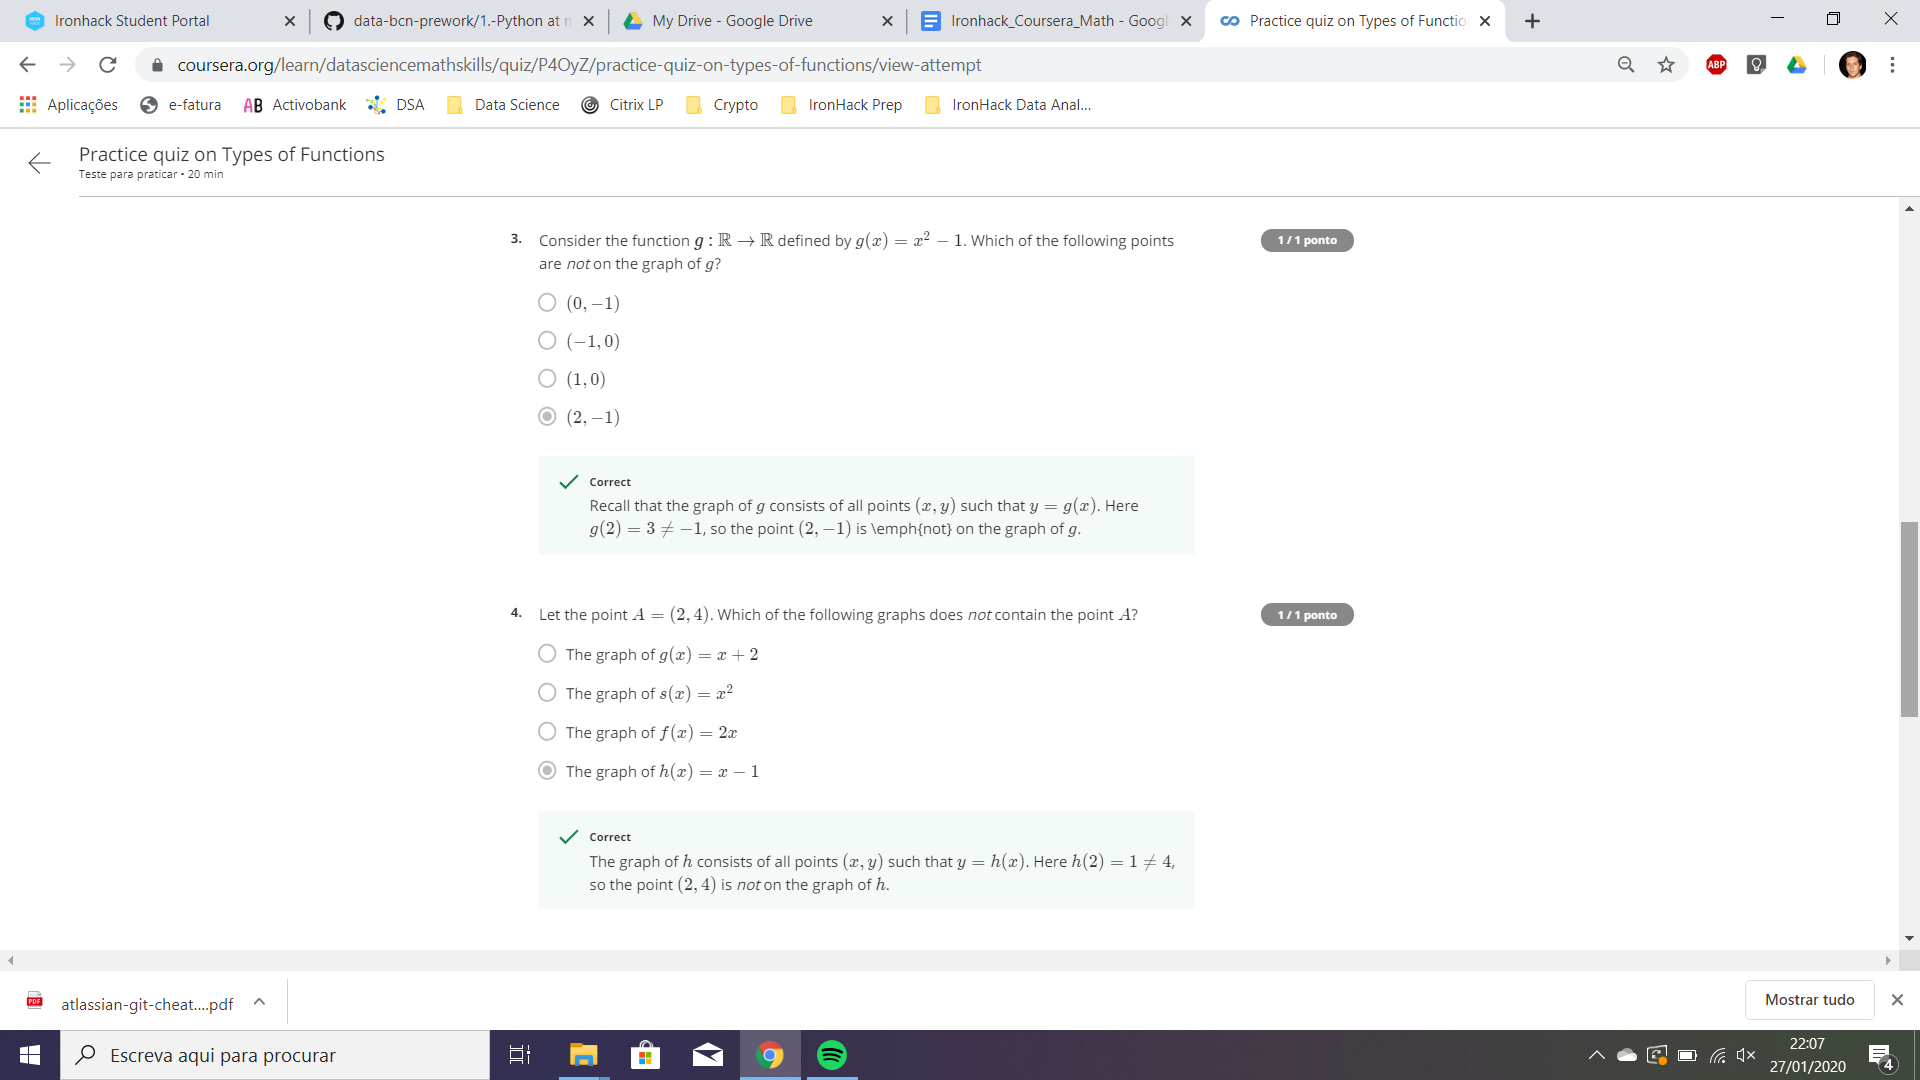 Ironhack Student Portal
data-bcn-prework/1.-Python at m
My Drive - Google Drive
Ironhack_Coursera_Math - Googl
Practice quiz on Types of Functio
coursera.org/learn/datasciencemathskills/quiz/P4OyZ/practice-quiz-on-types-of-functions/view-attempt
ABP
Aplicações
e-fatura
AB Activobank
DSA
Data Science
Citrix LP
Crypto
IronHack Prep
IronHack Data Anal...
Practice quiz on Types of Functions
Teste para praticar • 20 min
3. Consider the function g : ℝ → ℝ defined by g(x) = x² − 1. Which of the following points
are not on the graph of g?
1 / 1 ponto
(0, −1)
(−1, 0)
(1, 0)
(2, −1)
Correct
Recall that the graph of g consists of all points (x, y) such that y = g(x). Here
g(2) = 3 ≠ −1, so the point (2, −1) is \emph{not} on the graph of g.
4. Let the point A = (2, 4). Which of the following graphs does not contain the point A?
1 / 1 ponto
The graph of g(x) = x + 2
The graph of s(x) = x²
The graph of f(x) = 2x
The graph of h(x) = x − 1
Correct
The graph of h consists of all points (x, y) such that y = h(x). Here h(2) = 1 ≠ 4,
so the point (2, 4) is not on the graph of h.
PDF
atlassian-git-cheat....pdf
Mostrar tudo
Escreva aqui para procurar
22:07
27/01/2020
4